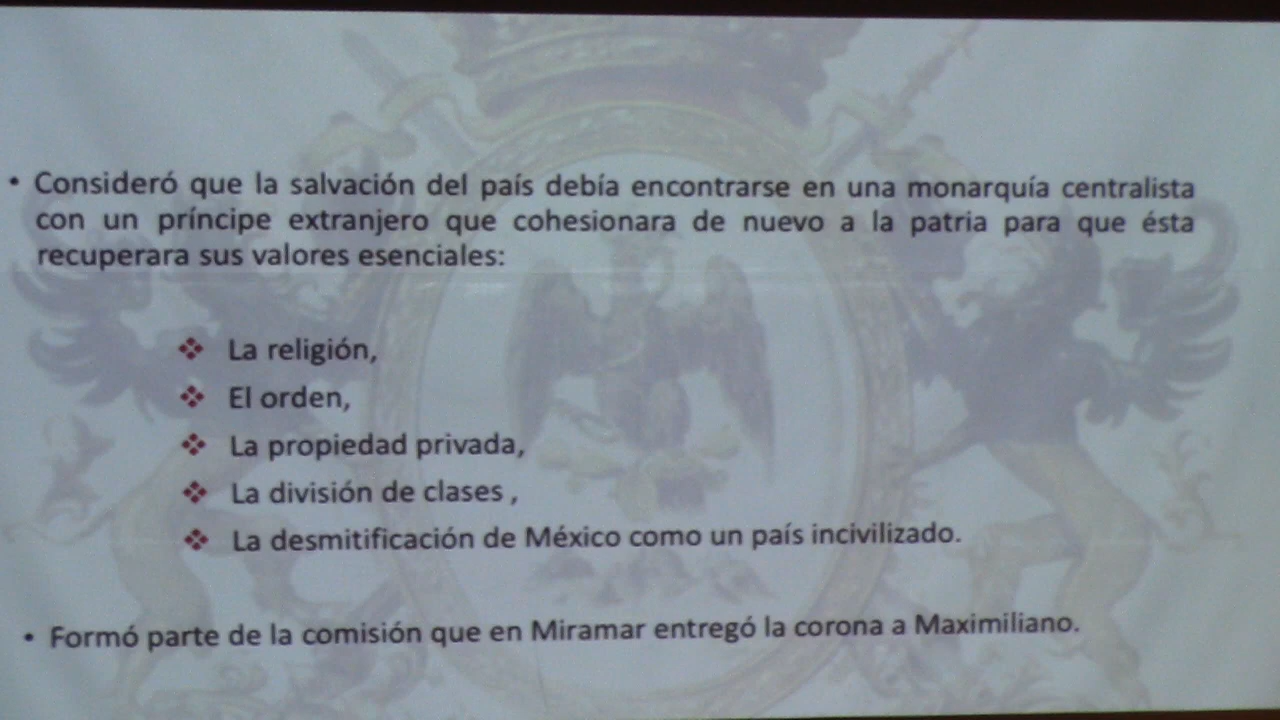 • Consideró que la salvación del país debía encontrarse en una monarquía centralista
con un príncipe extranjero que cohesionara de nuevo a la patria para que ésta
recuperara sus valores esenciales:
❖ La religión,
❖ El orden,
❖ La propiedad privada,
❖ La división de clases ,
❖ La desmitificación de México como un país incivilizado.
• Formó parte de la comisión que en Miramar entregó la corona a Maximiliano.